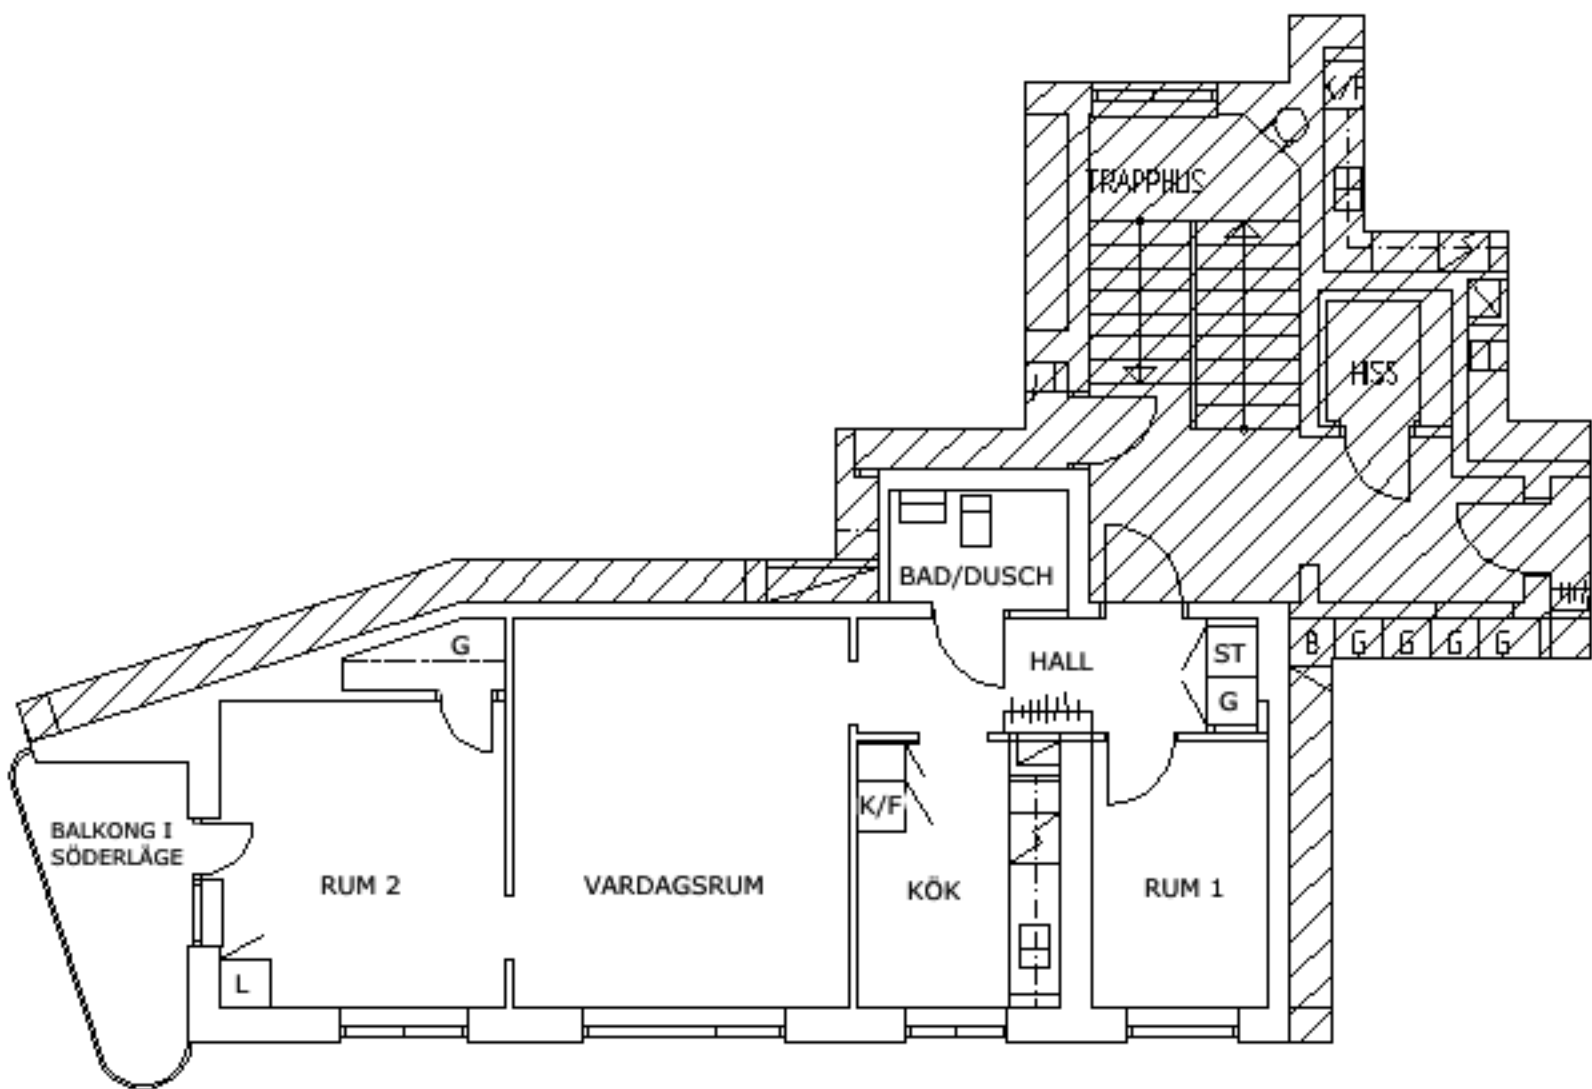 TRAPPHUS
HISS
BAD/DUSCH
G
HALL
ST
G
B G G G G
K/F
BALKONG I
SÖDERLÄGE
RUM 2
VARDAGSRUM
KÖK
RUM 1
L